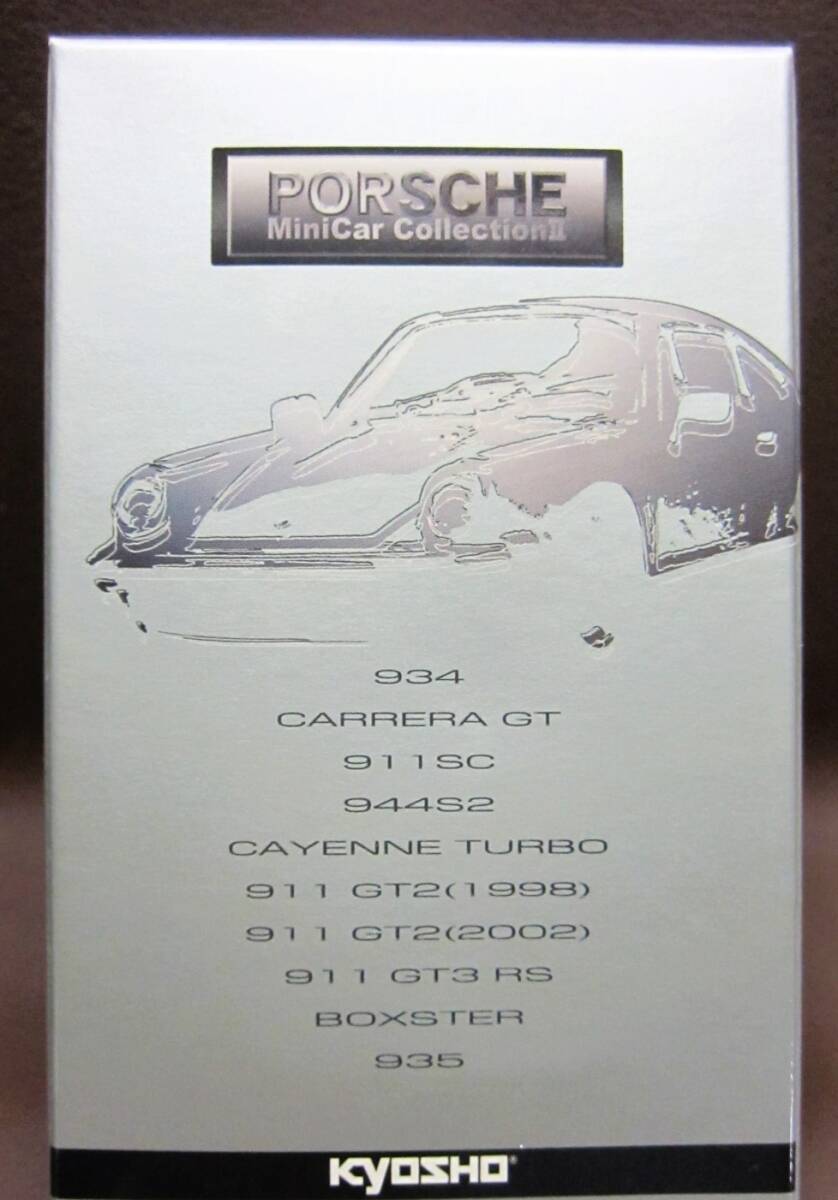 PORSCHE
MiniCar CollectionII
934
CARRERA GT
911SC
944S2
CAYENNE TURBO
911 GT2(1998)
911 GT2(2002)
911 GT3 RS
BOXSTER
935
KYOSHO®